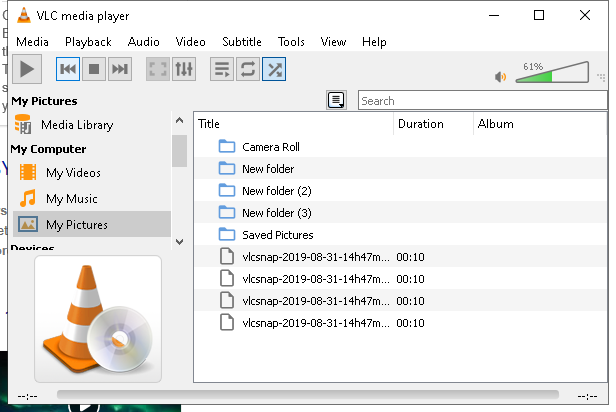 VLC media player
Media Playback Audio Video Subtitle Tools View Help
61%
My Pictures
Media Library
My Computer
My Videos
My Music
My Pictures
Devices
Search
Title Duration Album
Camera Roll
New folder
New folder (2)
New folder (3)
Saved Pictures
vlcsnap-2019-08-31-14h47m... 00:10
vlcsnap-2019-08-31-14h47m... 00:10
vlcsnap-2019-08-31-14h47m... 00:10
vlcsnap-2019-08-31-14h47m... 00:10
--:-- --:--